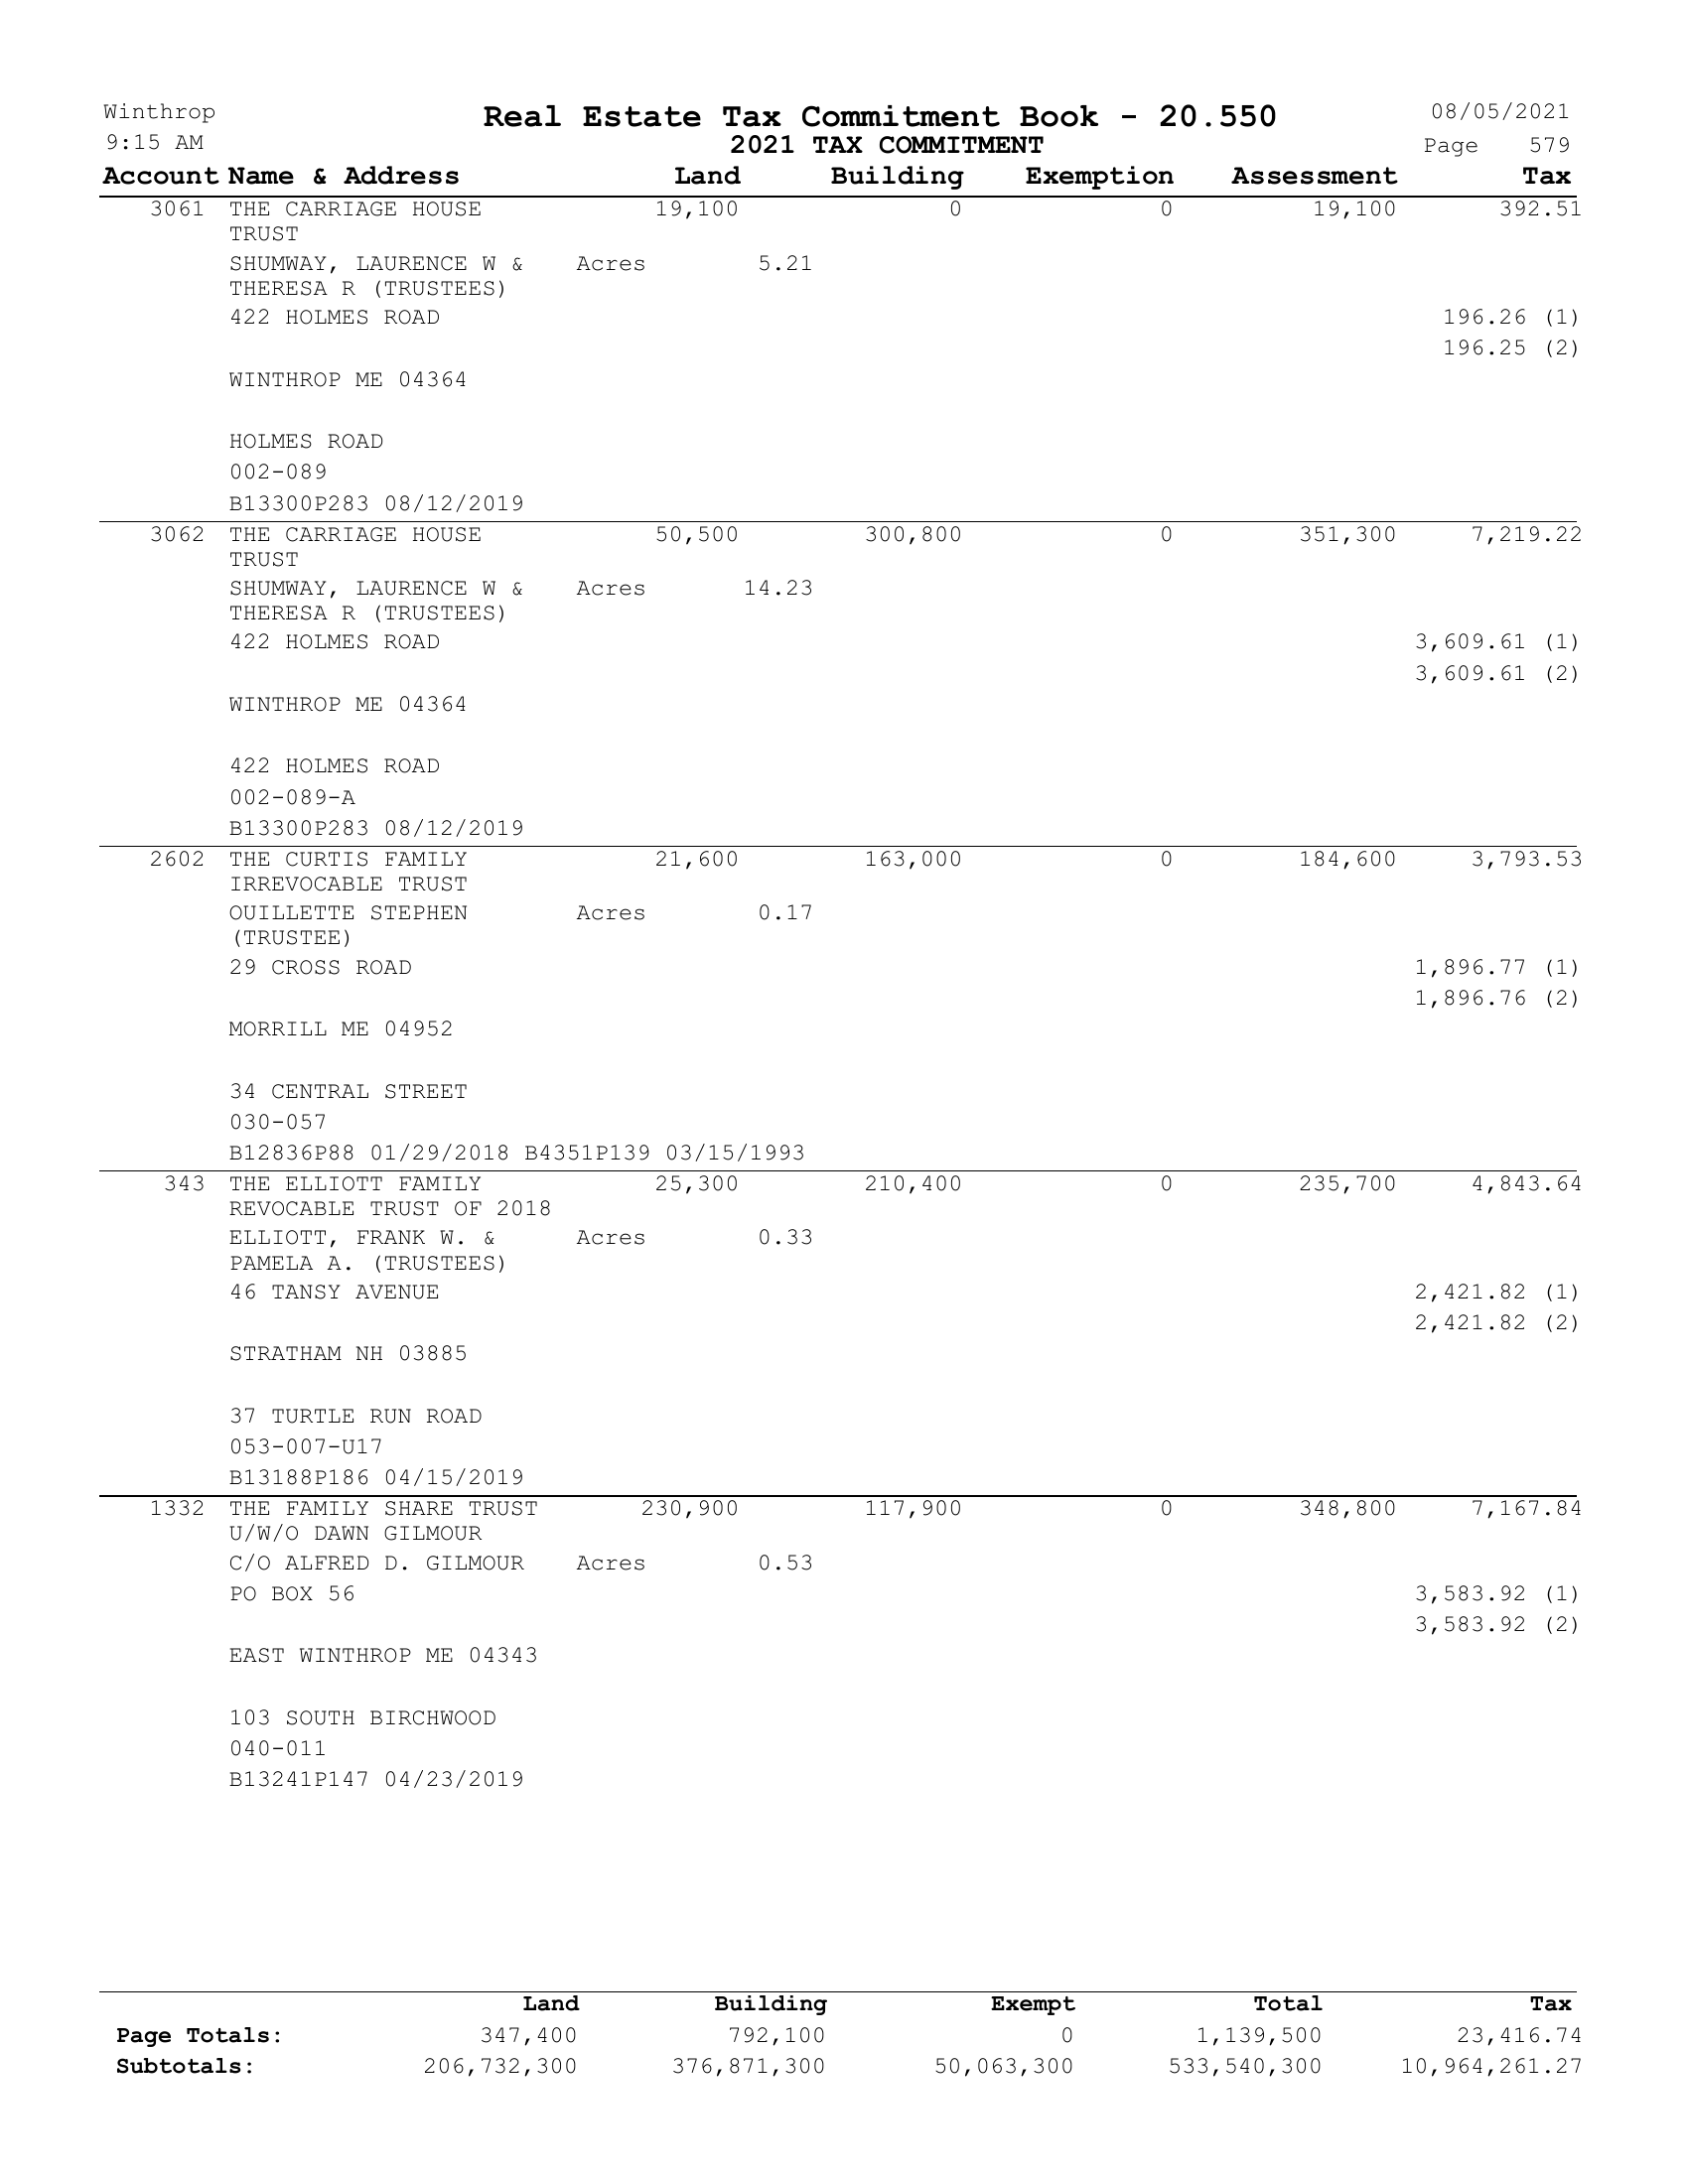 Winthrop Real Estate Tax Commitment Book - 20.550 08/05/2021
9:15 AM 2021 TAX COMMITMENT Page 579
Account Name & Address Land Building Exemption Assessment Tax
3061 THE CARRIAGE HOUSE 19,100 0 0 19,100 392.51
TRUST
SHUMWAY, LAURENCE W & Acres 5.21
THERESA R (TRUSTEES)
422 HOLMES ROAD 196.26 (1)
196.25 (2)
WINTHROP ME 04364
HOLMES ROAD
002-089
B13300P283 08/12/2019
3062 THE CARRIAGE HOUSE 50,500 300,800 0 351,300 7,219.22
TRUST
SHUMWAY, LAURENCE W & Acres 14.23
THERESA R (TRUSTEES)
422 HOLMES ROAD 3,609.61 (1)
3,609.61 (2)
WINTHROP ME 04364
422 HOLMES ROAD
002-089-A
B13300P283 08/12/2019
2602 THE CURTIS FAMILY 21,600 163,000 0 184,600 3,793.53
IRREVOCABLE TRUST
OUILLETTE STEPHEN Acres 0.17
(TRUSTEE)
29 CROSS ROAD 1,896.77 (1)
1,896.76 (2)
MORRILL ME 04952
34 CENTRAL STREET
030-057
B12836P88 01/29/2018 B4351P139 03/15/1993
343 THE ELLIOTT FAMILY 25,300 210,400 0 235,700 4,843.64
REVOCABLE TRUST OF 2018
ELLIOTT, FRANK W. & Acres 0.33
PAMELA A. (TRUSTEES)
46 TANSY AVENUE 2,421.82 (1)
2,421.82 (2)
STRATHAM NH 03885
37 TURTLE RUN ROAD
053-007-U17
B13188P186 04/15/2019
1332 THE FAMILY SHARE TRUST 230,900 117,900 0 348,800 7,167.84
U/W/O DAWN GILMOUR
C/O ALFRED D. GILMOUR Acres 0.53
PO BOX 56 3,583.92 (1)
3,583.92 (2)
EAST WINTHROP ME 04343
103 SOUTH BIRCHWOOD
040-011
B13241P147 04/23/2019
Land Building Exempt Total Tax
Page Totals: 347,400 792,100 0 1,139,500 23,416.74
Subtotals: 206,732,300 376,871,300 50,063,300 533,540,300 10,964,261.27